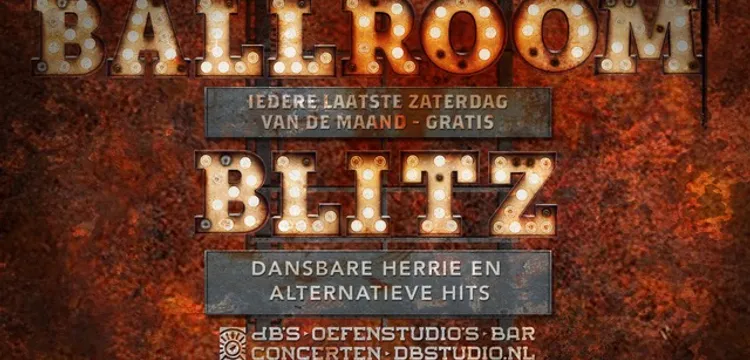 BALLROOM
IEDERE LAATSTE ZATERDAG
VAN DE MAAND - GRATIS
BLITZ
DANSBARE HERRIE EN
ALTERNATIEVE HITS
dB'S · OEFENSTUDIO'S · BAR
CONCERTEN · DBSTUDIO.NL